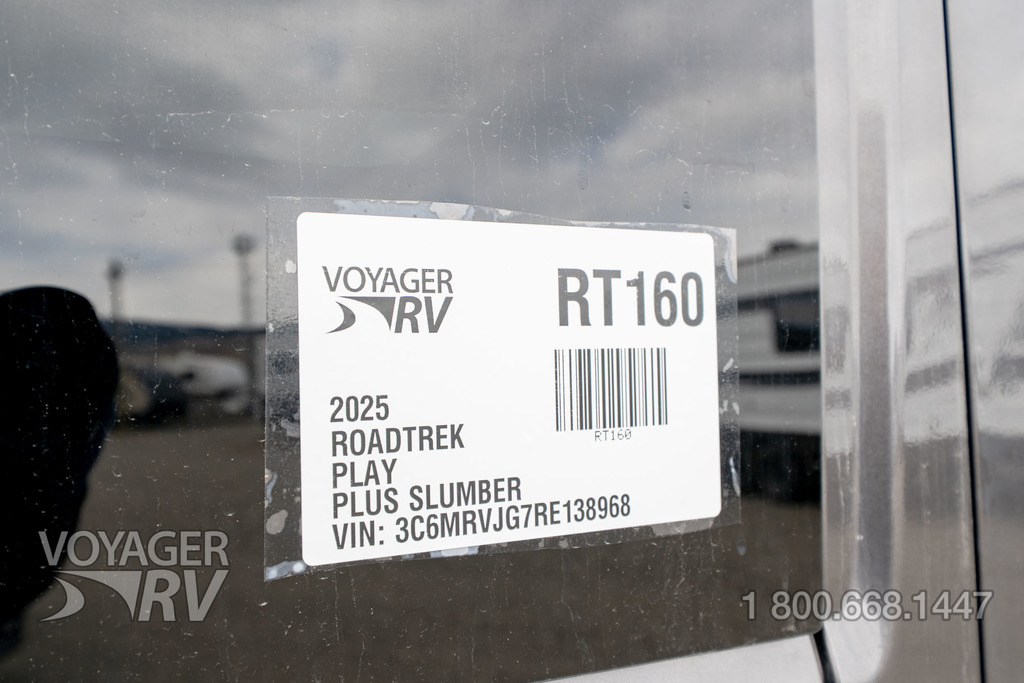 VOYAGER
RV
RT160
RT160
2025
ROADTREK
PLAY
PLUS SLUMBER
VIN: 3C6MRVJG7RE138968
VOYAGER
RV
1 800.668.1447